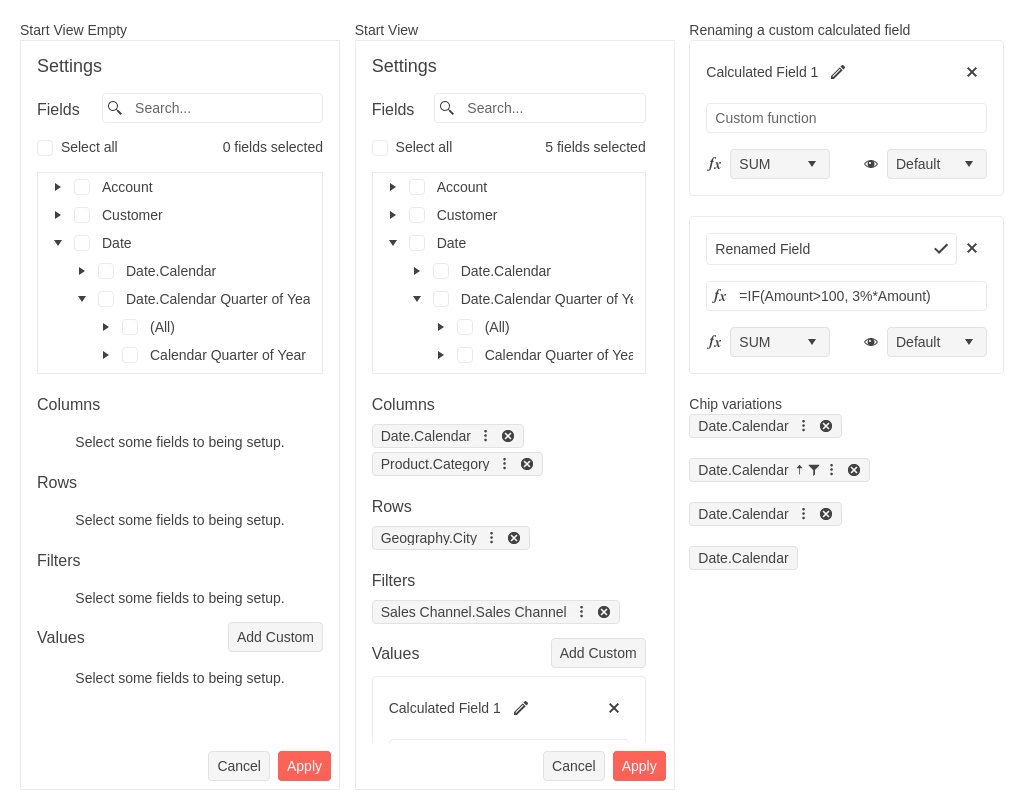 Start View Empty
Settings
Fields
Search...
Select all
0 fields selected
Account
Customer
Date
Date.Calendar
Date.Calendar Quarter of Yea
(All)
Calendar Quarter of Year
Columns
Select some fields to being setup.
Rows
Select some fields to being setup.
Filters
Select some fields to being setup.
Values
Add Custom
Select some fields to being setup.
Cancel
Apply
Start View
Settings
Fields
Search...
Select all
5 fields selected
Account
Customer
Date
Date.Calendar
Date.Calendar Quarter of Ye
(All)
Calendar Quarter of Yea
Columns
Date.Calendar
Product.Category
Rows
Geography.City
Filters
Sales Channel.Sales Channel
Values
Add Custom
Calculated Field 1
Cancel
Apply
Renaming a custom calculated field
Calculated Field 1
Custom function
fx SUM
Default
Renamed Field
fx =IF(Amount>100, 3%*Amount)
fx SUM
Default
Chip variations
Date.Calendar
Date.Calendar
Date.Calendar
Date.Calendar